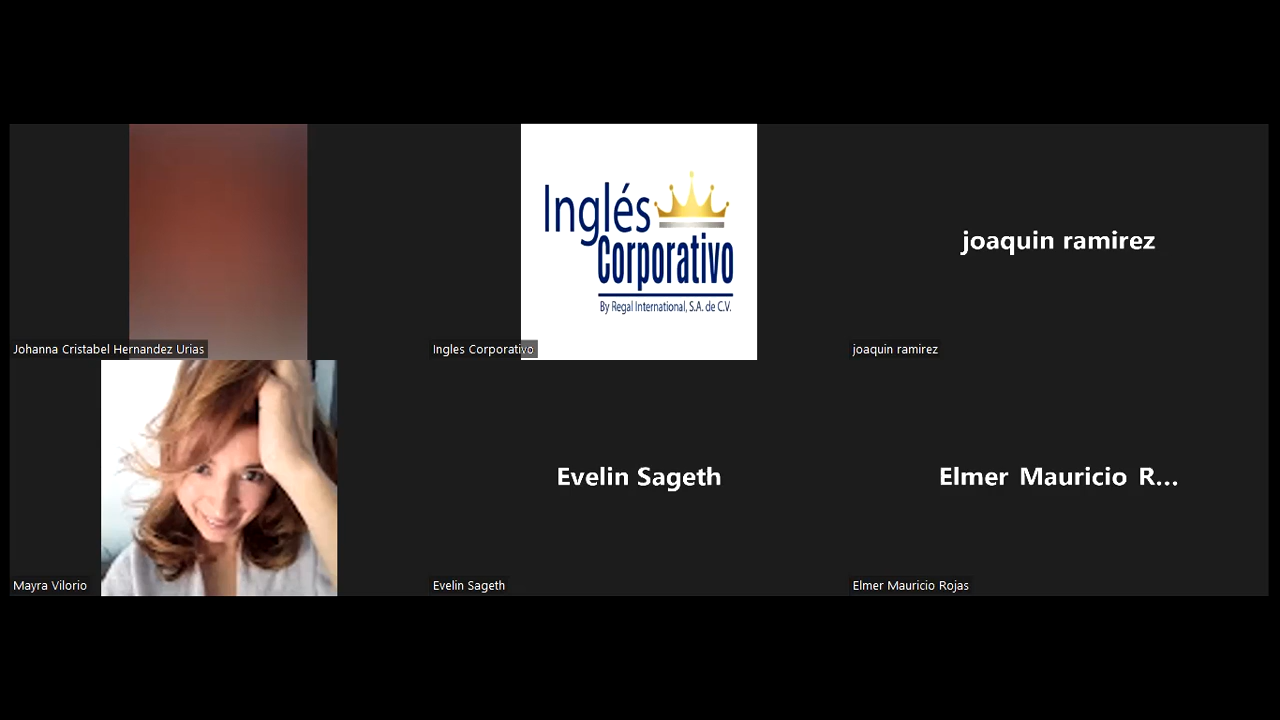 Inglés
Corporativo
By Regal International, S.A. de C.V.
joaquin ramirez
Johanna Cristabel Hernandez Urias
Ingles Corporativo
joaquin ramirez
Evelin Sageth
Elmer Mauricio R...
Mayra Vilorio
Evelin Sageth
Elmer Mauricio Rojas